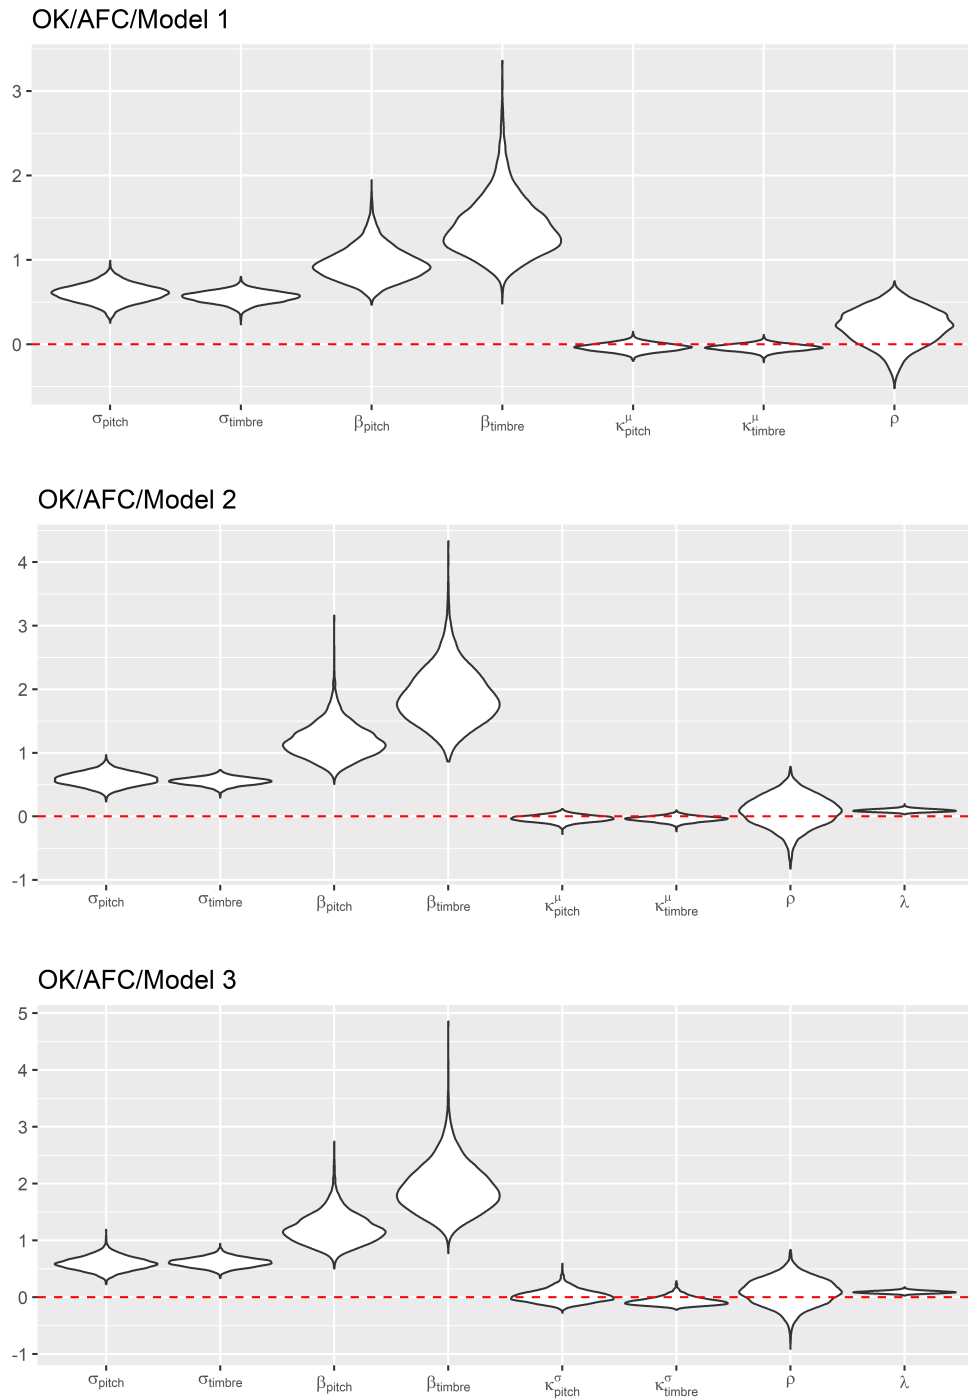 OK/AFC/Model 1
3
2
1
0
σpitch σtimbre βpitch βtimbre κμpitch κμtimbre ρ
OK/AFC/Model 2
4
3
2
1
0
-1
σpitch σtimbre βpitch βtimbre κμpitch κμtimbre ρ λ
OK/AFC/Model 3
5
4
3
2
1
0
-1
σpitch σtimbre βpitch βtimbre κσpitch κσtimbre ρ λ